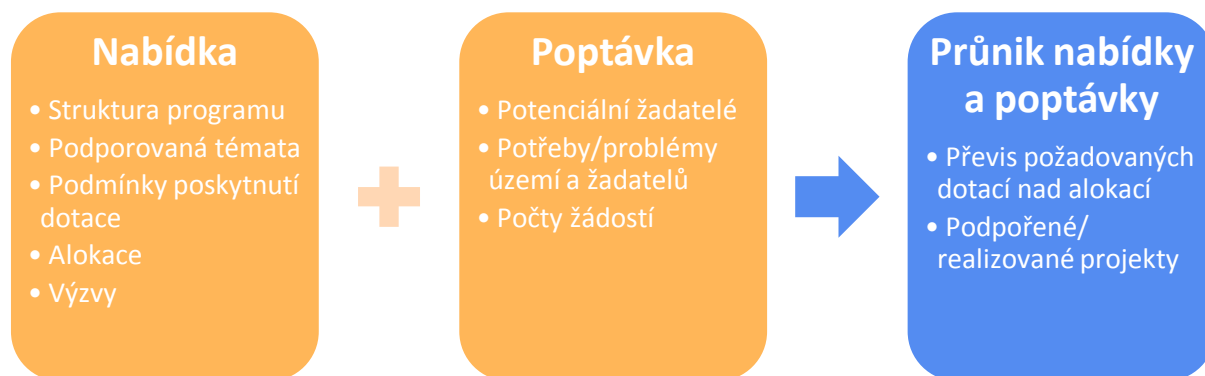 Nabídka
• Struktura programu
• Podporovaná témata
• Podmínky poskytnutí
dotace
• Alokace
• Výzvy
Poptávka
• Potenciální žadatelé
• Potřeby/problémy
území a žadatelů
• Počty žádostí
Průnik nabídky
a poptávky
• Převis požadovaných
dotací nad alokací
• Podpořené/
realizované projekty